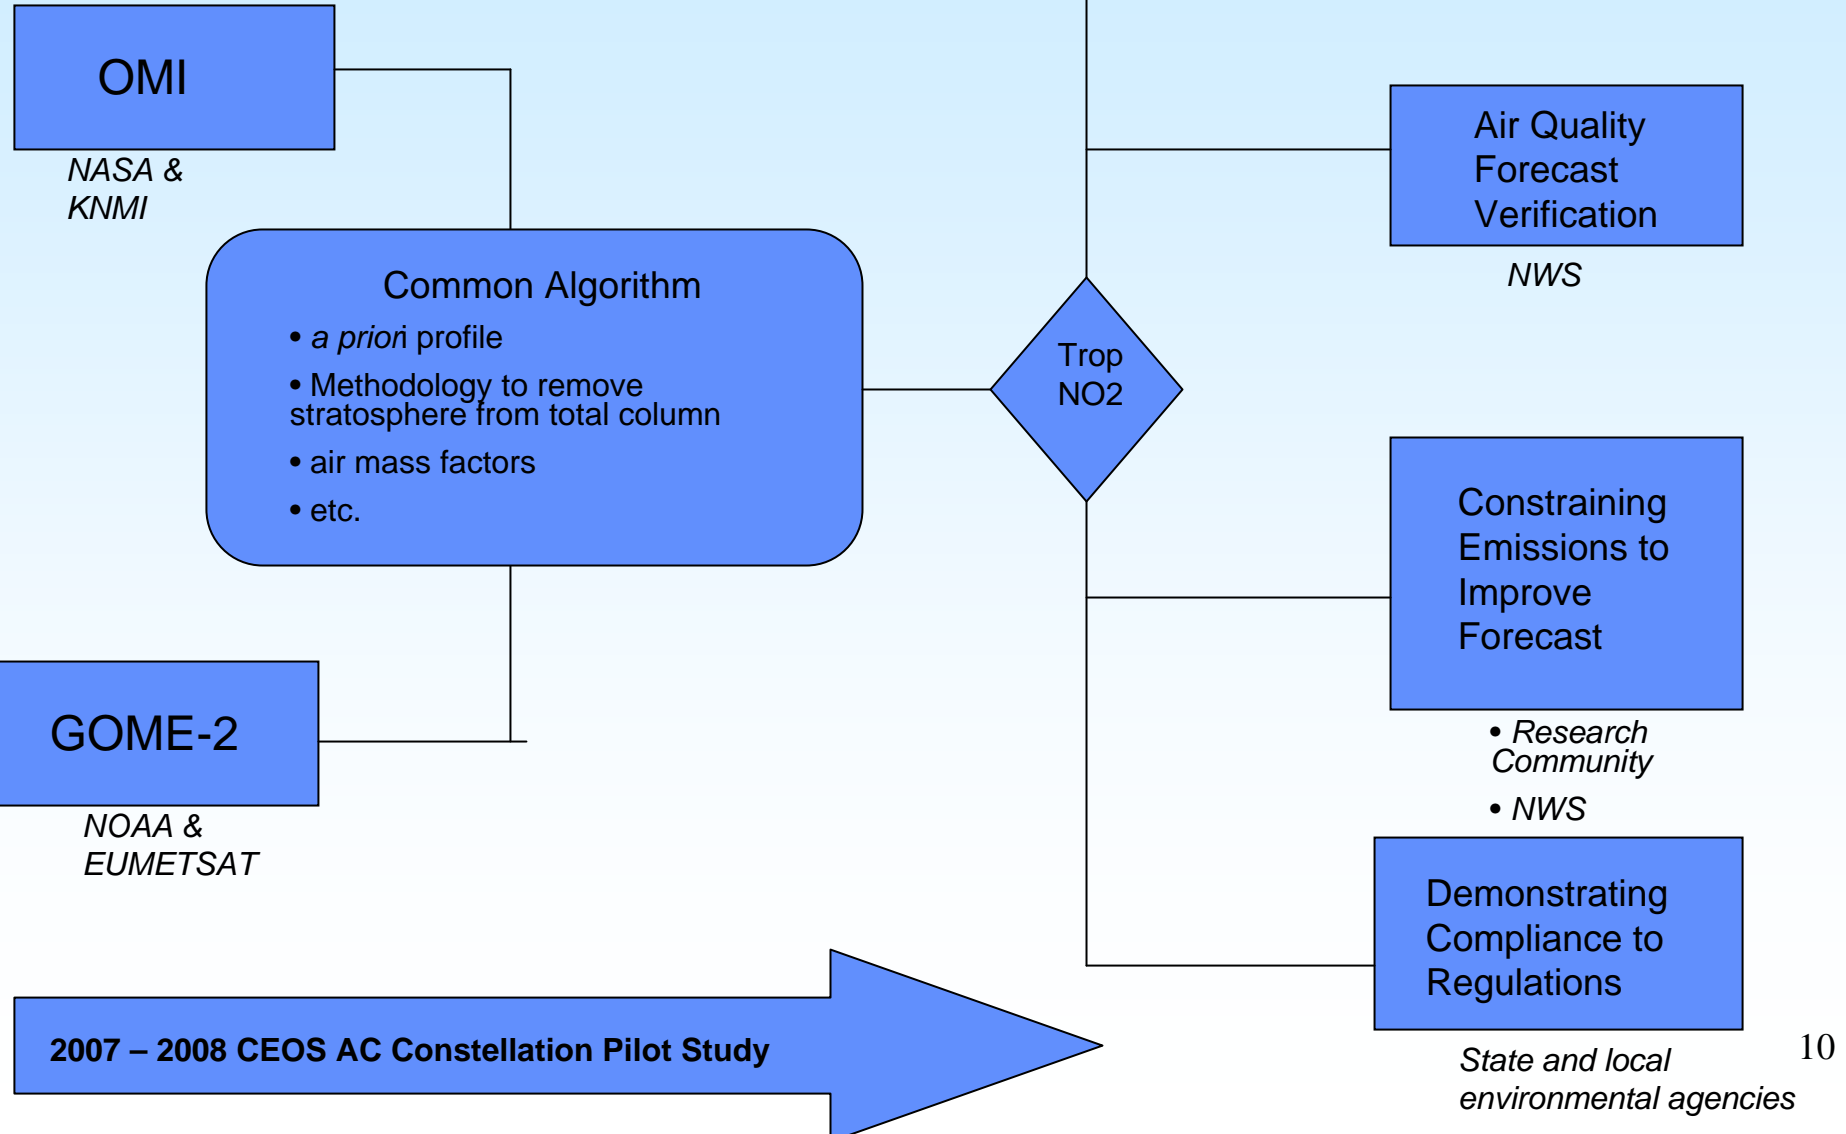 OMI
NASA &
KNMI
Common Algorithm
• a priori profile
• Methodology to remove
stratosphere from total column
• air mass factors
• etc.
GOME-2
NOAA &
EUMETSAT
Trop
NO2
Air Quality
Forecast
Verification
NWS
Constraining
Emissions to
Improve
Forecast
• Research
Community
• NWS
Demonstrating
Compliance to
Regulations
State and local
environmental agencies
2007 – 2008 CEOS AC Constellation Pilot Study
10